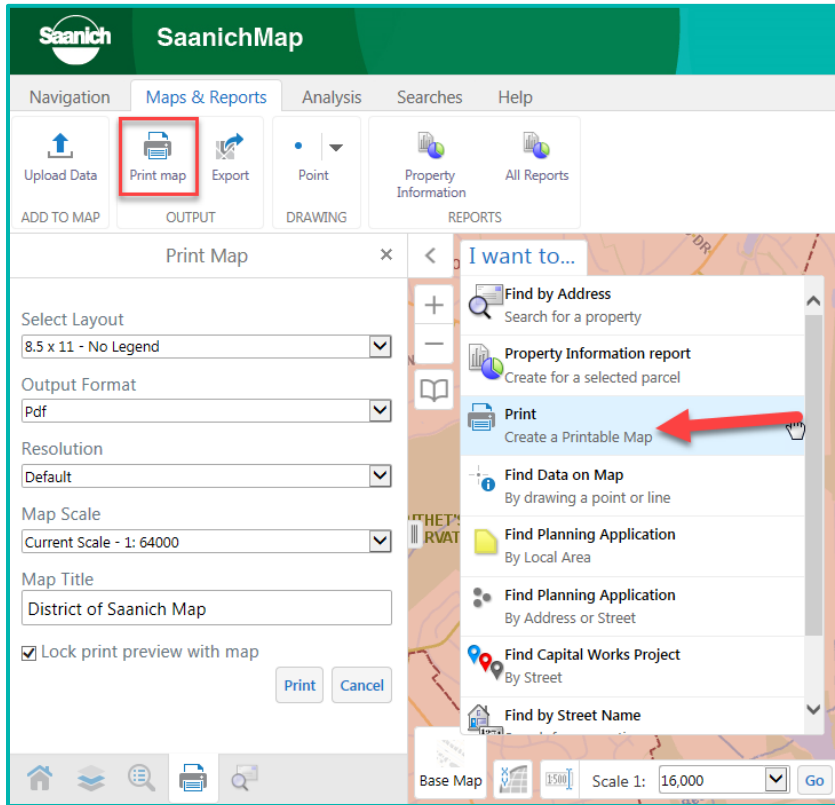 Saanich
SaanichMap
Navigation Maps & Reports Analysis Searches Help
Upload Data Print map Export Point Property Information All Reports
ADD TO MAP OUTPUT DRAWING REPORTS
Print Map ×
Select Layout
8.5 x 11 - No Legend
Output Format
Pdf
Resolution
Default
Map Scale
Current Scale - 1: 64000
Map Title
District of Saanich Map
Lock print preview with map
Print Cancel
DR
I want to...
Find by Address
Search for a property
Property Information report
Create for a selected parcel
Print
Create a Printable Map
Find Data on Map
By drawing a point or line
Find Planning Application
By Local Area
Find Planning Application
By Address or Street
Find Capital Works Project
By Street
Find by Street Name
RVAT
Base Map 1:500 Scale 1: 16,000 Go